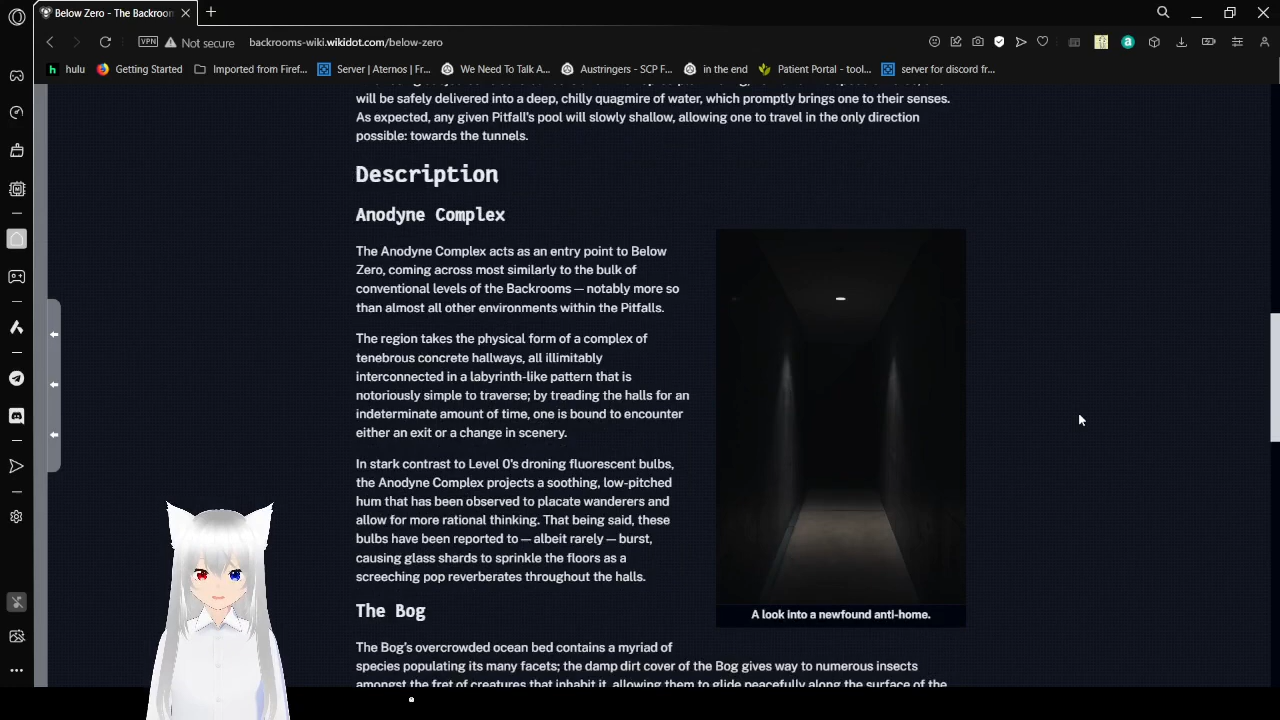 Below Zero - The Backroom
VPN
Not secure
backrooms-wiki.wikidot.com/below-zero
hulu
Getting Started
Imported from Firef...
Server | Aternos | Fr...
We Need To Talk A...
Austringers - SCP F...
in the end
Patient Portal - tool...
server for discord fr...
will be safely delivered into a deep, chilly quagmire of water, which promptly brings one to their senses.
As expected, any given Pitfall's pool will slowly shallow, allowing one to travel in the only direction
possible: towards the tunnels.
Description
Anodyne Complex
The Anodyne Complex acts as an entry point to Below
Zero, coming across most similarly to the bulk of
conventional levels of the Backrooms — notably more so
than almost all other environments within the Pitfalls.
The region takes the physical form of a complex of
tenebrous concrete hallways, all illimitably
interconnected in a labyrinth-like pattern that is
notoriously simple to traverse; by treading the halls for an
indeterminate amount of time, one is bound to encounter
either an exit or a change in scenery.
In stark contrast to Level 0's droning fluorescent bulbs,
the Anodyne Complex projects a soothing, low-pitched
hum that has been observed to placate wanderers and
allow for more rational thinking. That being said, these
bulbs have been reported to — albeit rarely — burst,
causing glass shards to sprinkle the floors as a
screeching pop reverberates throughout the halls.
A look into a newfound anti-home.
The Bog
The Bog's overcrowded ocean bed contains a myriad of
species populating its many facets; the damp dirt cover of the Bog gives way to numerous insects
amongst the fret of creatures that inhabit it, allowing them to glide peacefully along the surface of the